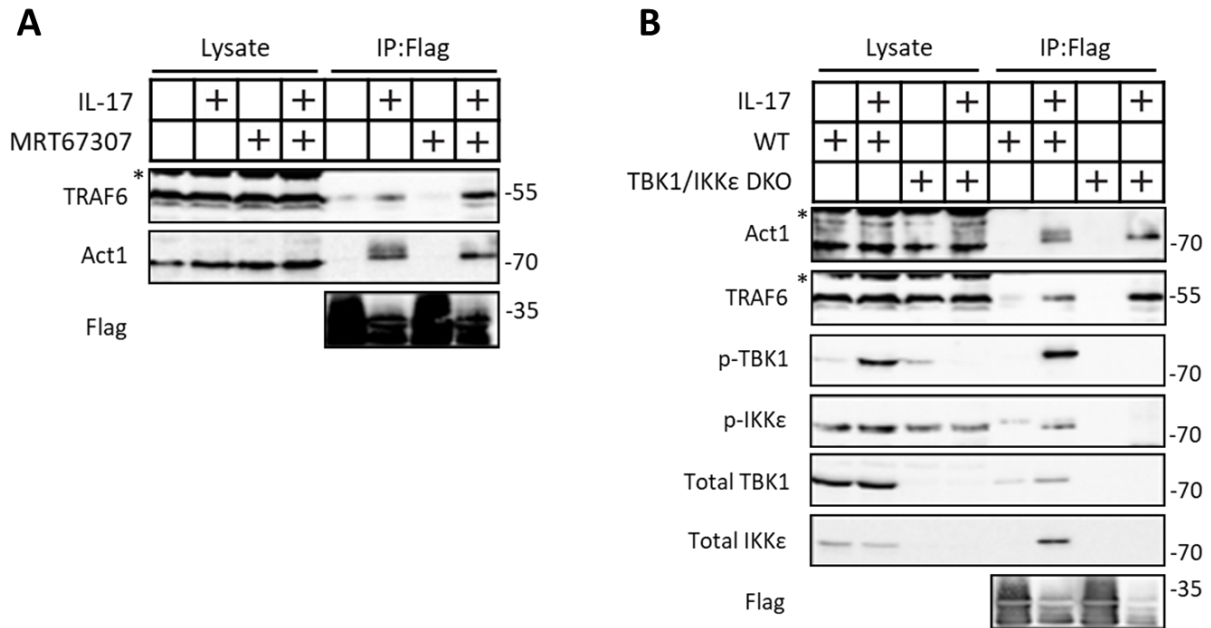 A
Lysate IP:Flag
IL-17 + + + +
MRT67307 + + + +
* TRAF6 -55
Act1 -70
Flag -35
B
Lysate IP:Flag
IL-17 + + + +
WT + + + +
TBK1/IKKε DKO + + + +
* Act1 -70
* TRAF6 -55
p-TBK1 -70
p-IKKε -70
Total TBK1 -70
Total IKKε -70
Flag -35